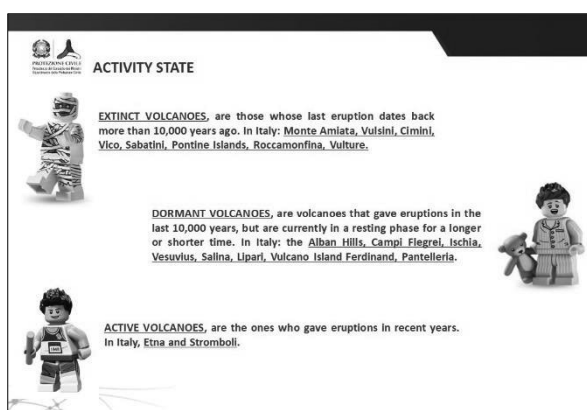 PROTEZIONE CIVILE
ACTIVITY STATE
EXTINCT VOLCANOES, are those whose last eruption dates back
more than 10,000 years ago. In Italy: Monte Amiata, Vulsini, Cimini,
Vico, Sabatini, Pontine Islands, Roccamonfina, Vulture.
DORMANT VOLCANOES, are volcanoes that gave eruptions in the
last 10,000 years, but are currently in a resting phase for a longer
or shorter time. In Italy: the Alban Hills, Campi Flegrei, Ischia,
Vesuvius, Salina, Lipari, Vulcano Island Ferdinand, Pantelleria.
ACTIVE VOLCANOES, are the ones who gave eruptions in recent years.
In Italy, Etna and Stromboli.